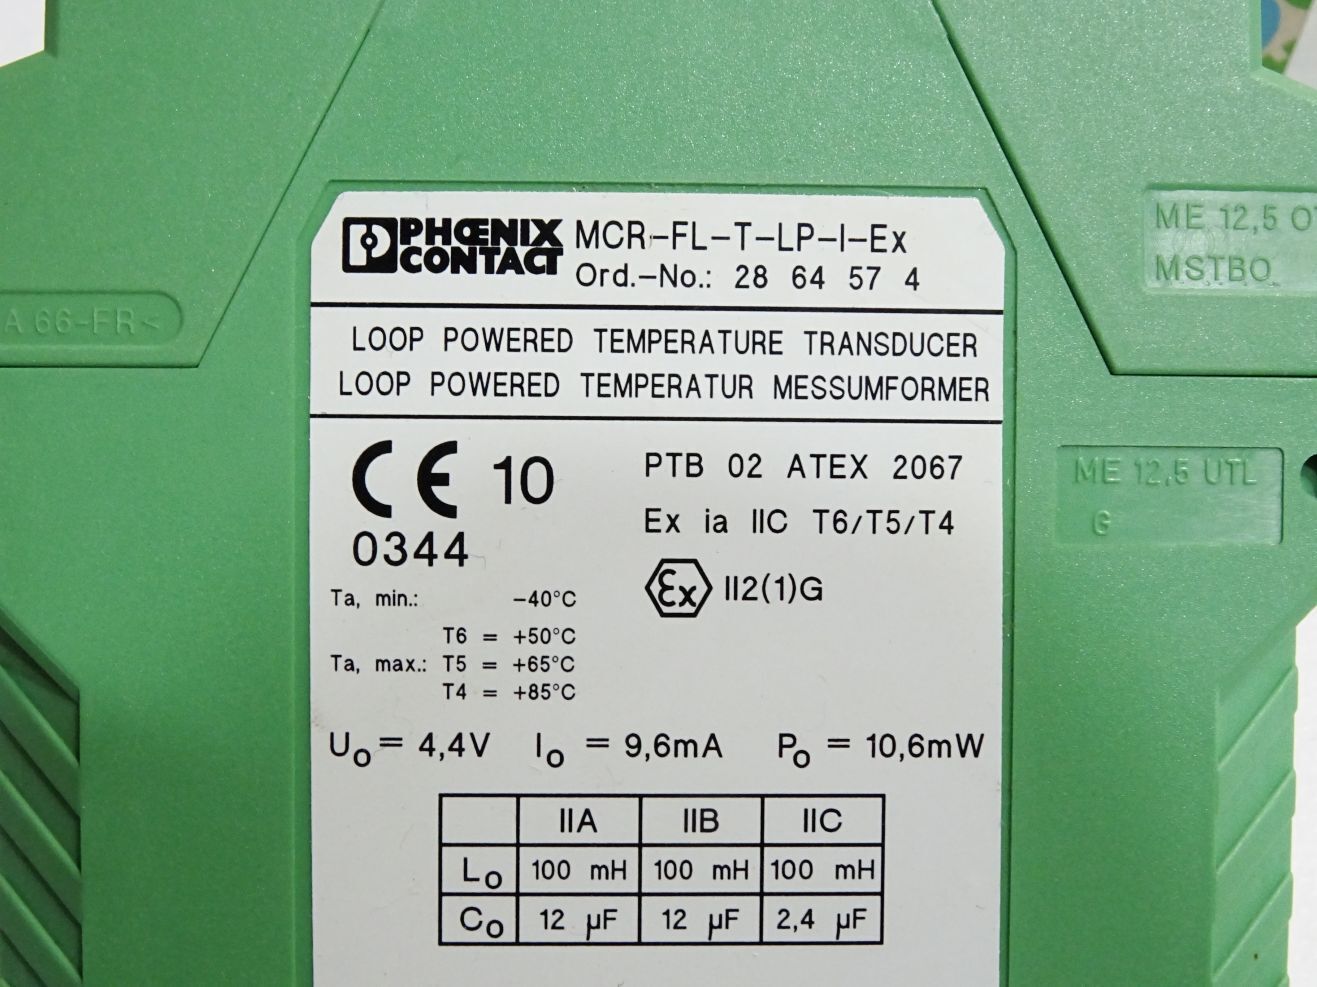 PHŒNIX CONTACT
MCR-FL-T-LP-I-Ex
Ord.-No.: 28 64 57 4
LOOP POWERED TEMPERATURE TRANSDUCER
LOOP POWERED TEMPERATUR MESSUMFORMER
CE 10
0344
PTB 02 ATEX 2067
Ex ia IIC T6/T5/T4
Ex II2(1)G
Ta, min.: -40°C
T6 = +50°C
Ta, max.: T5 = +65°C
T4 = +85°C
Uo = 4,4V Io = 9,6mA Po = 10,6mW
IIA IIB IIC
Lo 100 mH 100 mH 100 mH
Co 12 µF 12 µF 2,4 µF
A 66-FR<
ME 12,5 OT
MSTBO
ME 12,5 UTL
G